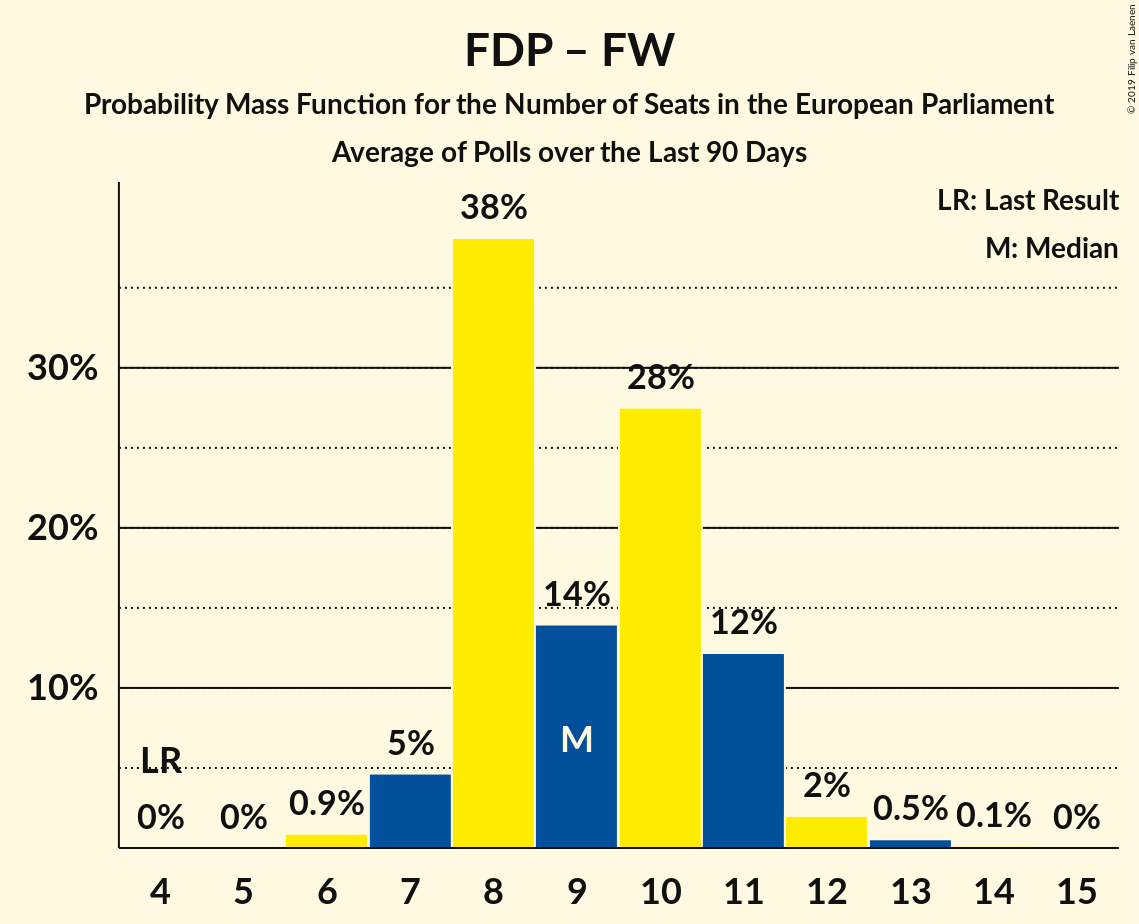 FDP – FW
Probability Mass Function for the Number of Seats in the European Parliament
Average of Polls over the Last 90 Days
© 2019 Filip van Laenen
LR: Last Result
M: Median
38%
30%
28%
20%
14%
12%
10%
M
5%
LR
2%
0.9%
0.5%
0.1%
0%
0%
0%
4 5 6 7 8 9 10 11 12 13 14 15